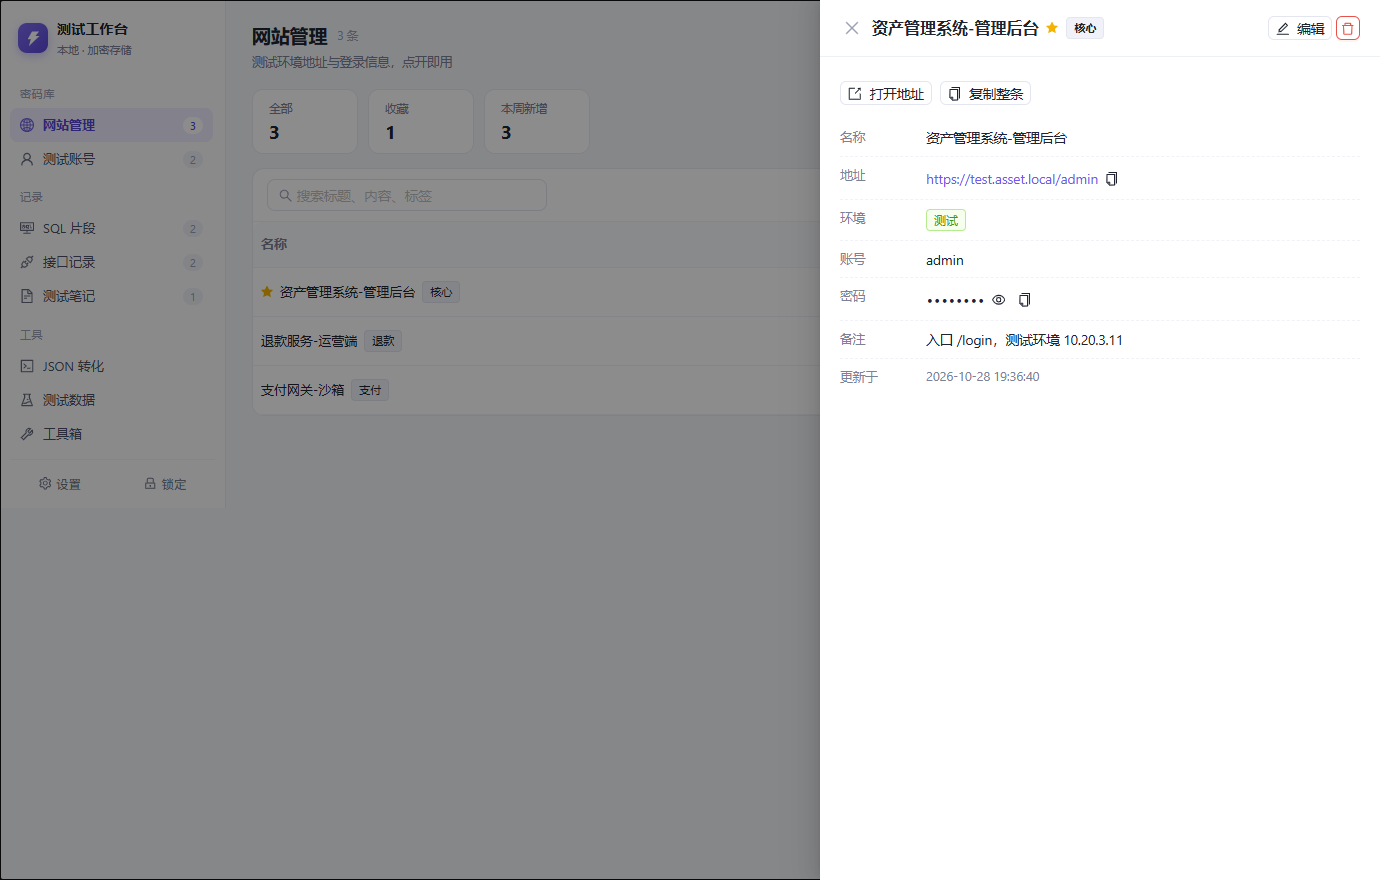 测试工作台
本地 · 加密存储
密码库
网站管理 3
测试账号 2
记录
SQL 片段 2
接口记录 2
测试笔记 1
工具
JSON 转化
测试数据
工具箱
设置 锁定
网站管理 3 条
测试环境地址与登录信息，点开即用
全部 收藏 本周新增
3 1 3
搜索标题、内容、标签
名称
资产管理系统-管理后台 核心
退款服务-运营端 退款
支付网关-沙箱 支付
资产管理系统-管理后台 核心 编辑
打开地址 复制整条
名称 资产管理系统-管理后台
地址 https://test.asset.local/admin
环境 测试
账号 admin
密码 ••••••••
备注 入口 /login，测试环境 10.20.3.11
更新于 2026-10-28 19:36:40